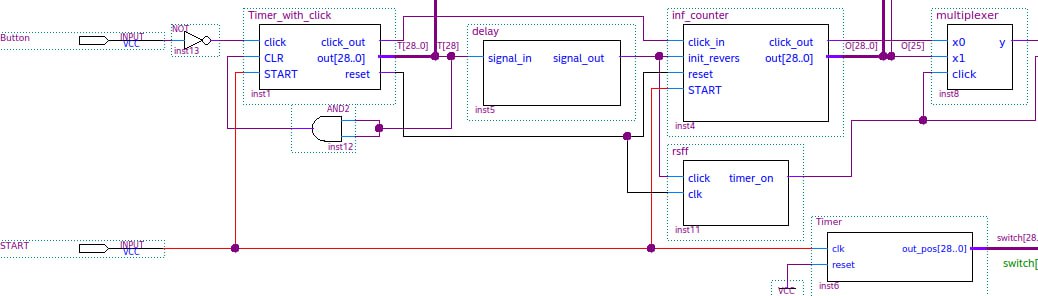 Timer_with_click
inf_counter
multiplexer
NOT
Button
INPUT
VCC
inst13
click
click_out
CLR
out[28..0]
START
reset
inst1
T[28..0]
T[28]
delay
signal_in
signal_out
inst5
click_in
click_out
init_revers
out[28..0]
reset
START
inst4
O[28..0]
O[25]
x0
y
x1
click
inst8
AND2
inst12
rsff
click
timer_on
clk
inst11
START
INPUT
VCC
Timer
clk
out_pos[28..0]
reset
inst6
VCC
switch[28.
switch[